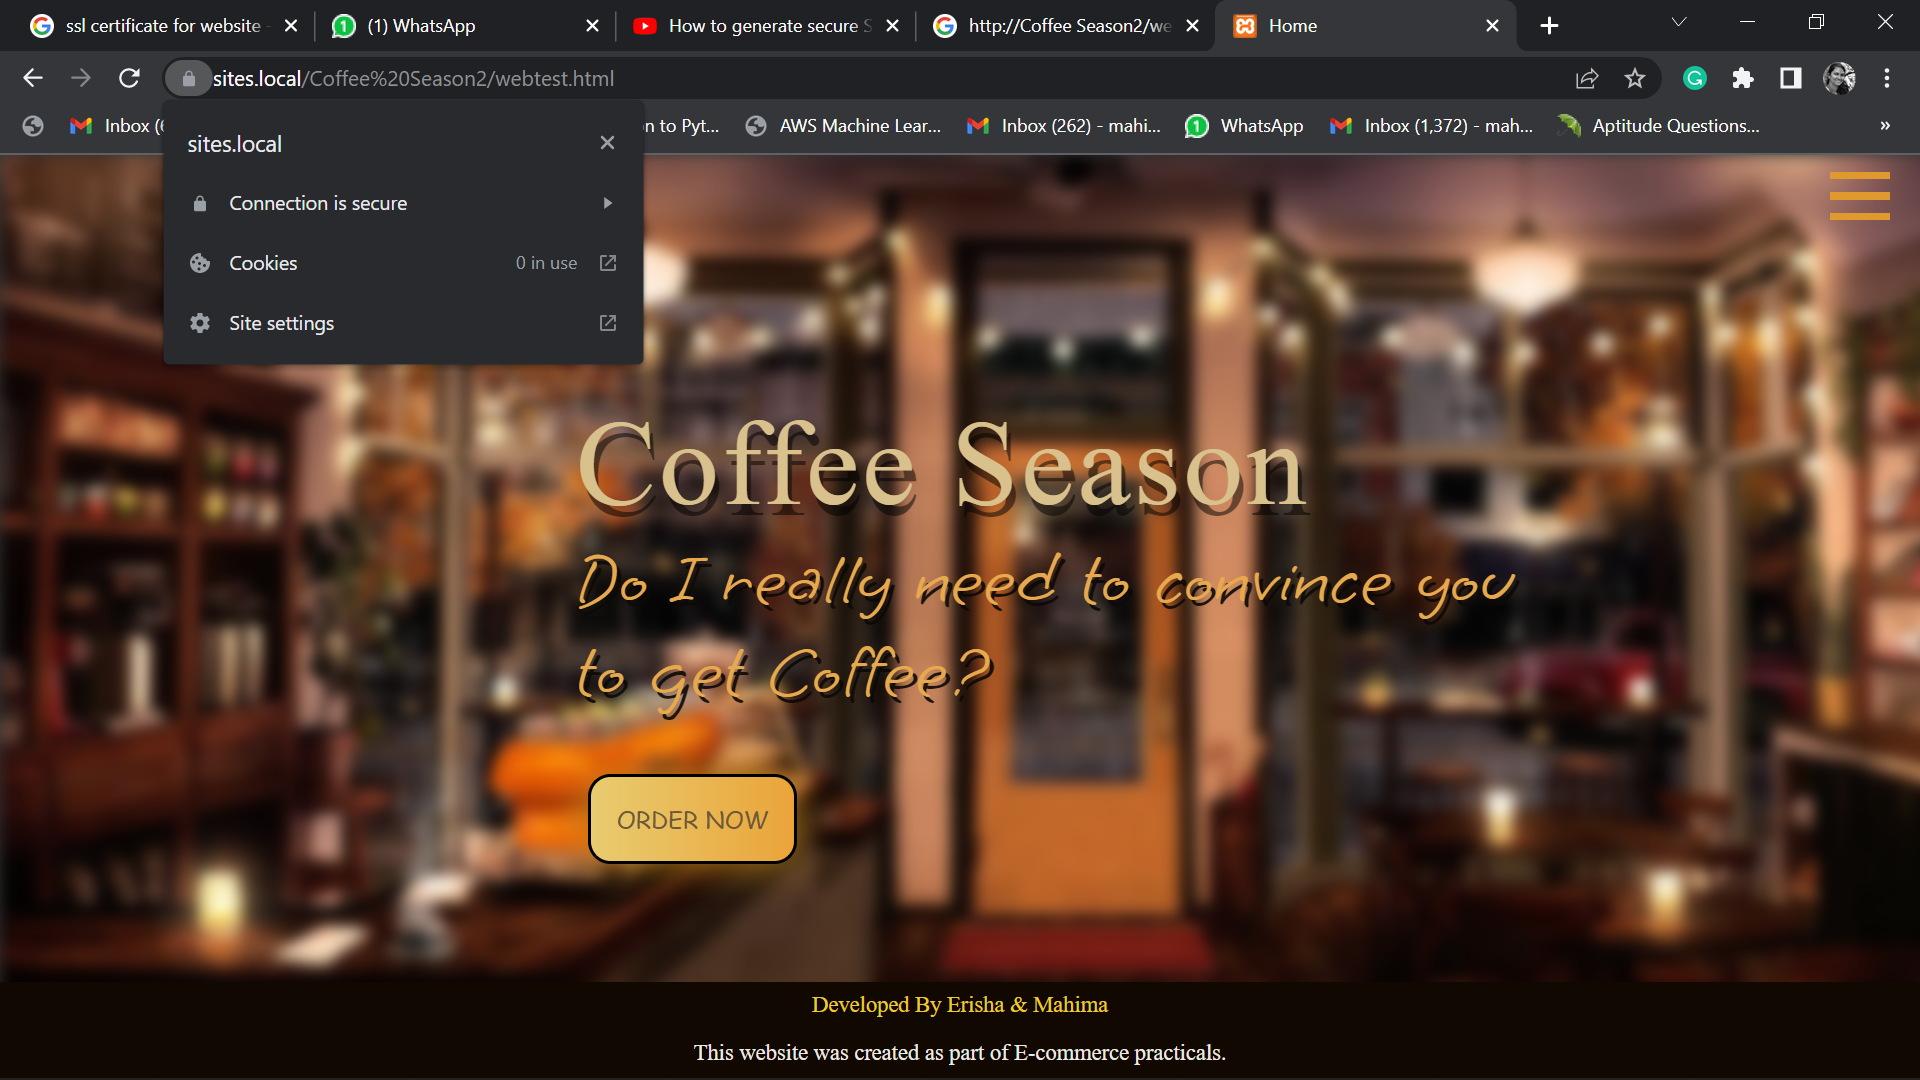 ssl certificate for website
(1) WhatsApp
How to generate secure S
http://Coffee Season2/we
Home
sites.local/Coffee%20Season2/webtest.html
Inbox (6
n to Pyt...
AWS Machine Lear...
Inbox (262) - mahi...
WhatsApp
Inbox (1,372) - mah...
Aptitude Questions...
»
sites.local
Connection is secure
Cookies
0 in use
Site settings
Coffee Season
Do I really need to convince you
to get Coffee?
ORDER NOW
Developed By Erisha & Mahima
This website was created as part of E-commerce practicals.